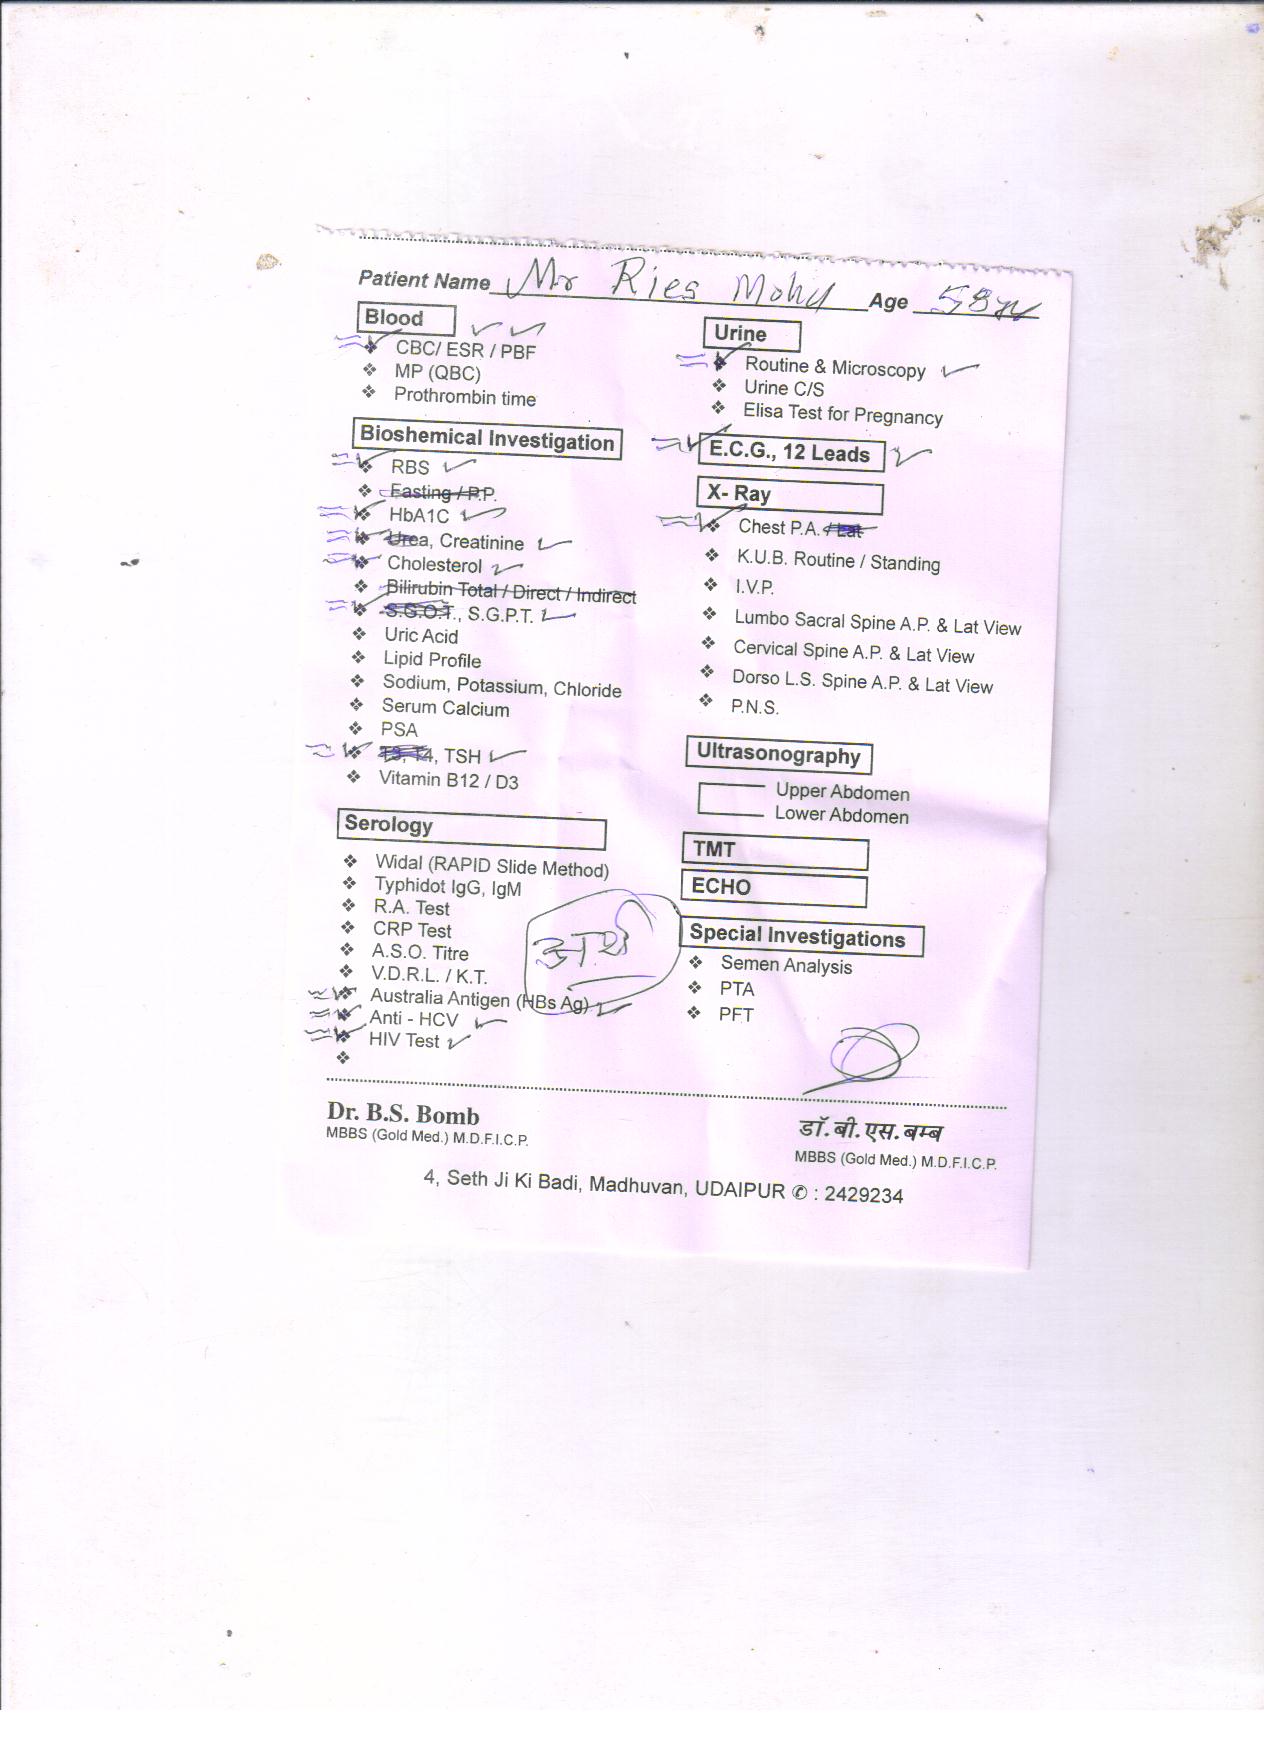 Patient Name Mr Ries Mohd Age 58
Blood
CBC/ ESR / PBF
MP (QBC)
Prothrombin time
Bioshemical Investigation
RBS
Fasting / P.P.
HbA1C
Urea, Creatinine
Cholesterol
Bilirubin Total / Direct / Indirect
S.G.O.T., S.G.P.T.
Uric Acid
Lipid Profile
Sodium, Potassium, Chloride
Serum Calcium
PSA
T3, T4, TSH
Vitamin B12 / D3
Serology
Widal (RAPID Slide Method)
Typhidot IgG, IgM
R.A. Test
CRP Test
A.S.O. Titre
V.D.R.L. / K.T.
Australia Antigen (HBs Ag)
Anti - HCV
HIV Test
Urine
Routine & Microscopy
Urine C/S
Elisa Test for Pregnancy
E.C.G., 12 Leads
X- Ray
Chest P.A. / Lat
K.U.B. Routine / Standing
I.V.P.
Lumbo Sacral Spine A.P. & Lat View
Cervical Spine A.P. & Lat View
Dorso L.S. Spine A.P. & Lat View
P.N.S.
Ultrasonography
Upper Abdomen
Lower Abdomen
TMT
ECHO
Special Investigations
Semen Analysis
PTA
PFT
Dr. B.S. Bomb
MBBS (Gold Med.) M.D.F.I.C.P.
डॉ. बी. एस. बम्ब
MBBS (Gold Med.) M.D.F.I.C.P.
4, Seth Ji Ki Badi, Madhuvan, UDAIPUR ✆ : 2429234